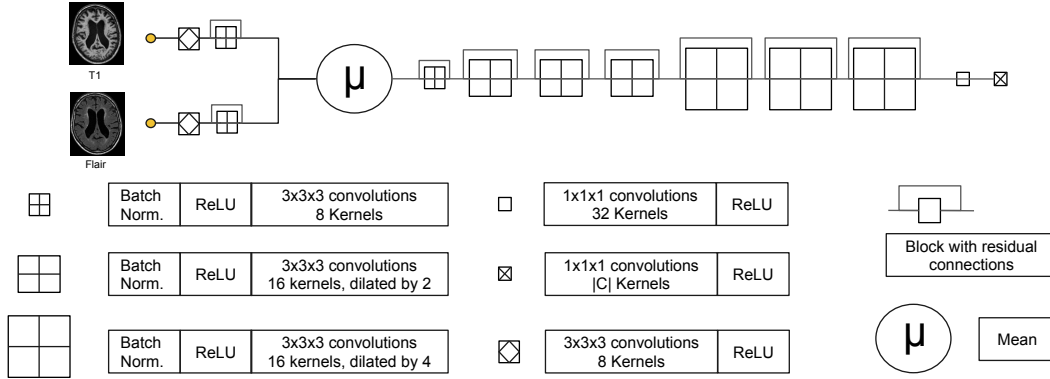 T1
μ
Flair
Batch Norm.
ReLU
3x3x3 convolutions
8 Kernels
1x1x1 convolutions
32 Kernels
ReLU
Block with residual
connections
Batch
Norm.
ReLU
3x3x3 convolutions
16 kernels, dilated by 2
1x1x1 convolutions
|C| Kernels
ReLU
Batch
Norm.
ReLU
3x3x3 convolutions
16 kernels, dilated by 4
3x3x3 convolutions
8 Kernels
ReLU
μ
Mean